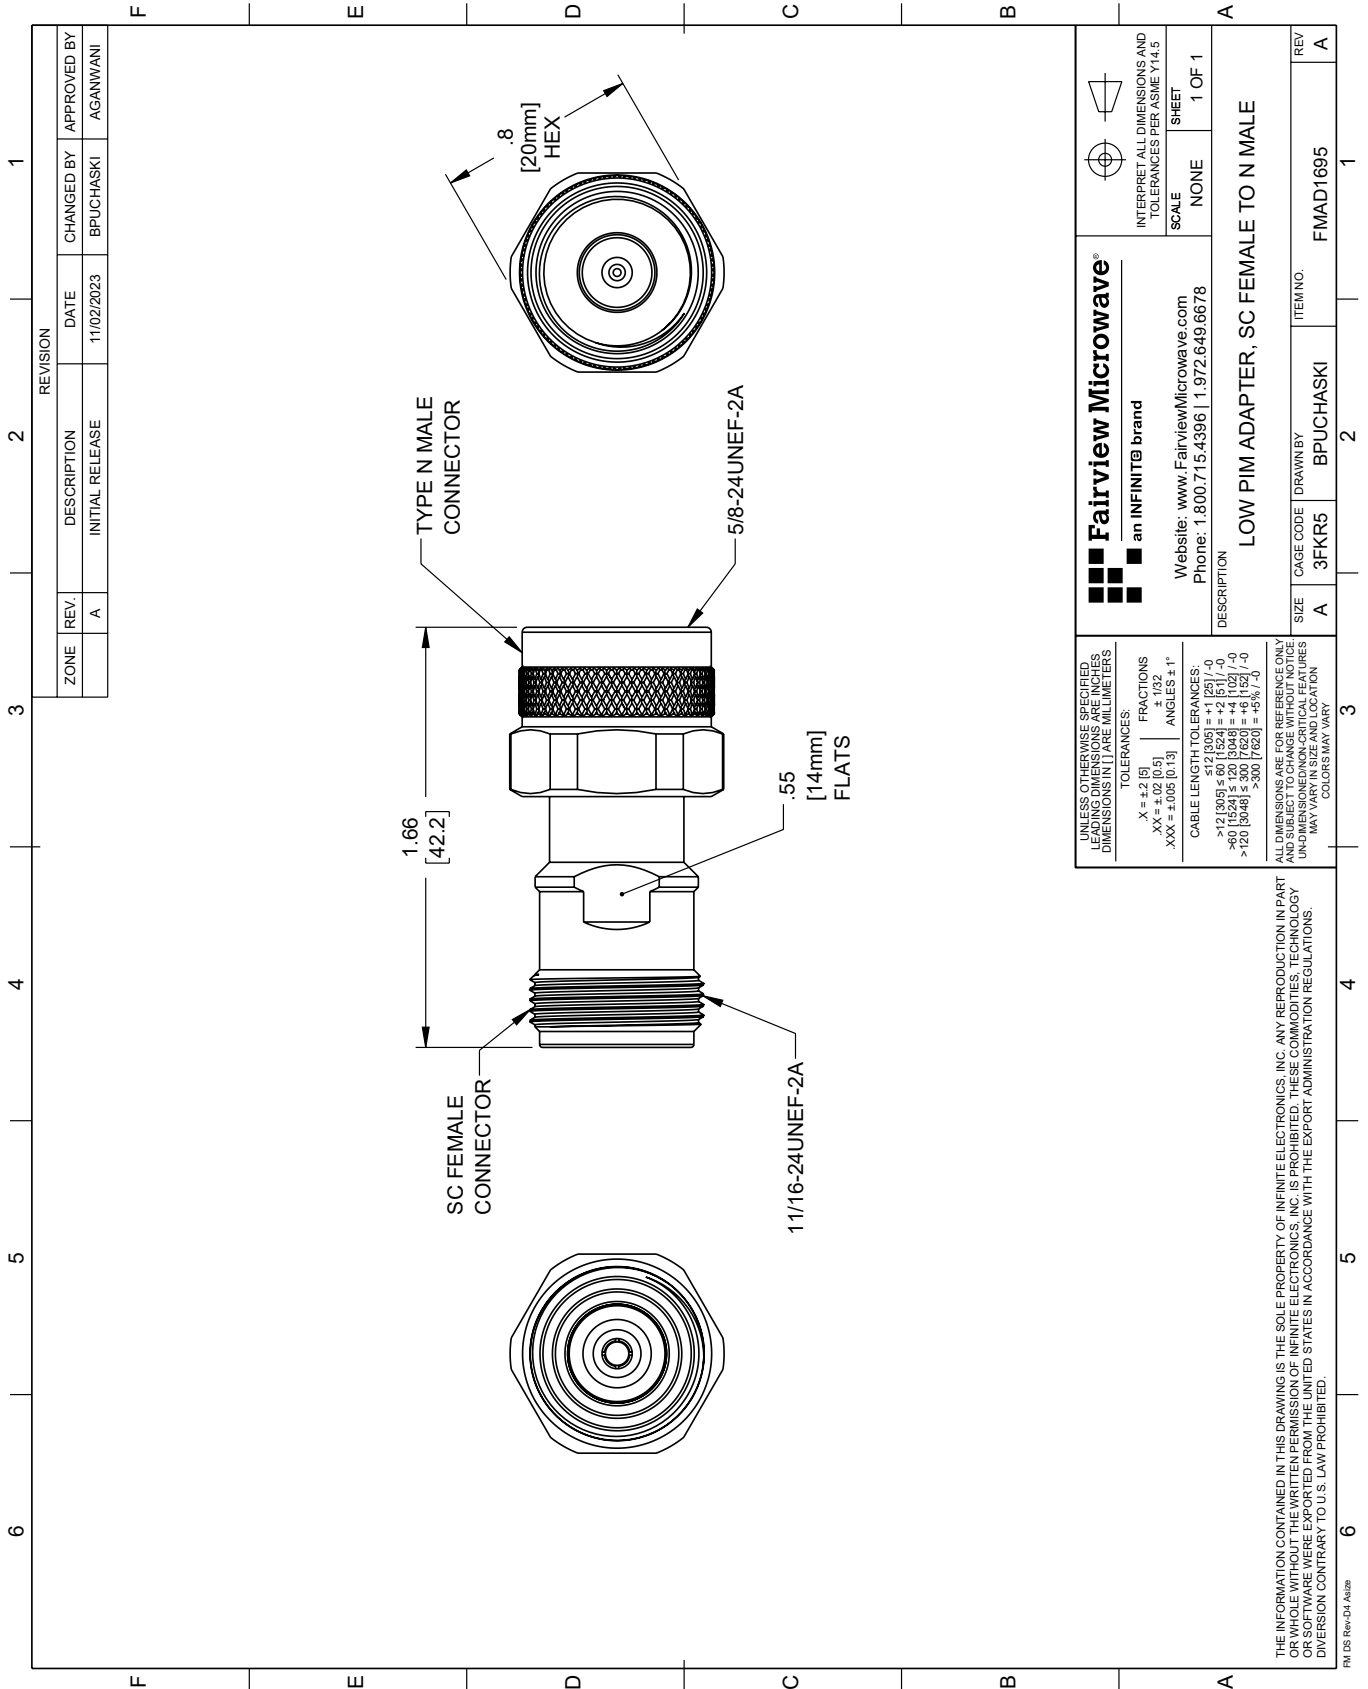 REVISION
ZONE REV. DESCRIPTION DATE CHANGED BY APPROVED BY
A INITIAL RELEASE 11/02/2023 BPUCHASKI AGANWANI
6 5 4 3 2 1
F
E
D
C
B
A
F
E
D
C
B
A
SC FEMALE
CONNECTOR
1.66
[42.2]
TYPE N MALE
CONNECTOR
.8
[20mm]
HEX
11/16-24UNEF-2A
.55
[14mm]
FLATS
5/8-24UNEF-2A
UNLESS OTHERWISE SPECIFIED
LEADING DIMENSIONS ARE INCHES
DIMENSIONS IN [ ] ARE MILLIMETERS
TOLERANCES:
.X = ±.2 [5]
.XX = ±.02 [0.5]
.XXX = ±.005 [0.13]
FRACTIONS
± 1/32
ANGLES ± 1°
CABLE LENGTH TOLERANCES:
≤12 [305] = +1 [25] / -0
>12 [305] ≤ 60 [1524] = +2 [51] / -0
>60 [1524] ≤ 120 [3048] = +4 [102] / -0
>120 [3048] ≤ 300 [7620] = +6 [152] / -0
>300 [7620] = +5% / -0
ALL DIMENSIONS ARE FOR REFERENCE ONLY
AND SUBJECT TO CHANGE WITHOUT NOTICE.
UN-DIMENSIONED/NON-CRITICAL FEATURES
MAY VARY IN SIZE AND LOCATION
COLORS MAY VARY
Fairview Microwave®
an INFINIT@ brand
Website: www.FairviewMicrowave.com
Phone: 1.800.715.4396 | 1.972.649.6678
INTERPRET ALL DIMENSIONS AND
TOLERANCES PER ASME Y14.5
SCALE SHEET
NONE 1 OF 1
DESCRIPTION
LOW PIM ADAPTER, SC FEMALE TO N MALE
SIZE CAGE CODE DRAWN BY ITEM NO. REV
A 3FKR5 BPUCHASKI FMAD1695 A
THE INFORMATION CONTAINED IN THIS DRAWING IS THE SOLE PROPERTY OF INFINITE ELECTRONICS, INC. ANY REPRODUCTION IN PART
OR WHOLE WITHOUT THE WRITTEN PERMISSION OF INFINITE ELECTRONICS, INC. IS PROHIBITED. THESE COMMODITIES, TECHNOLOGY
OR SOFTWARE WERE EXPORTED FROM THE UNITED STATES IN ACCORDANCE WITH THE EXPORT ADMINISTRATION REGULATIONS.
DIVERSION CONTRARY TO U.S. LAW PROHIBITED.
6 5 4 3 2 1
FM DS Rev-D4 Asize